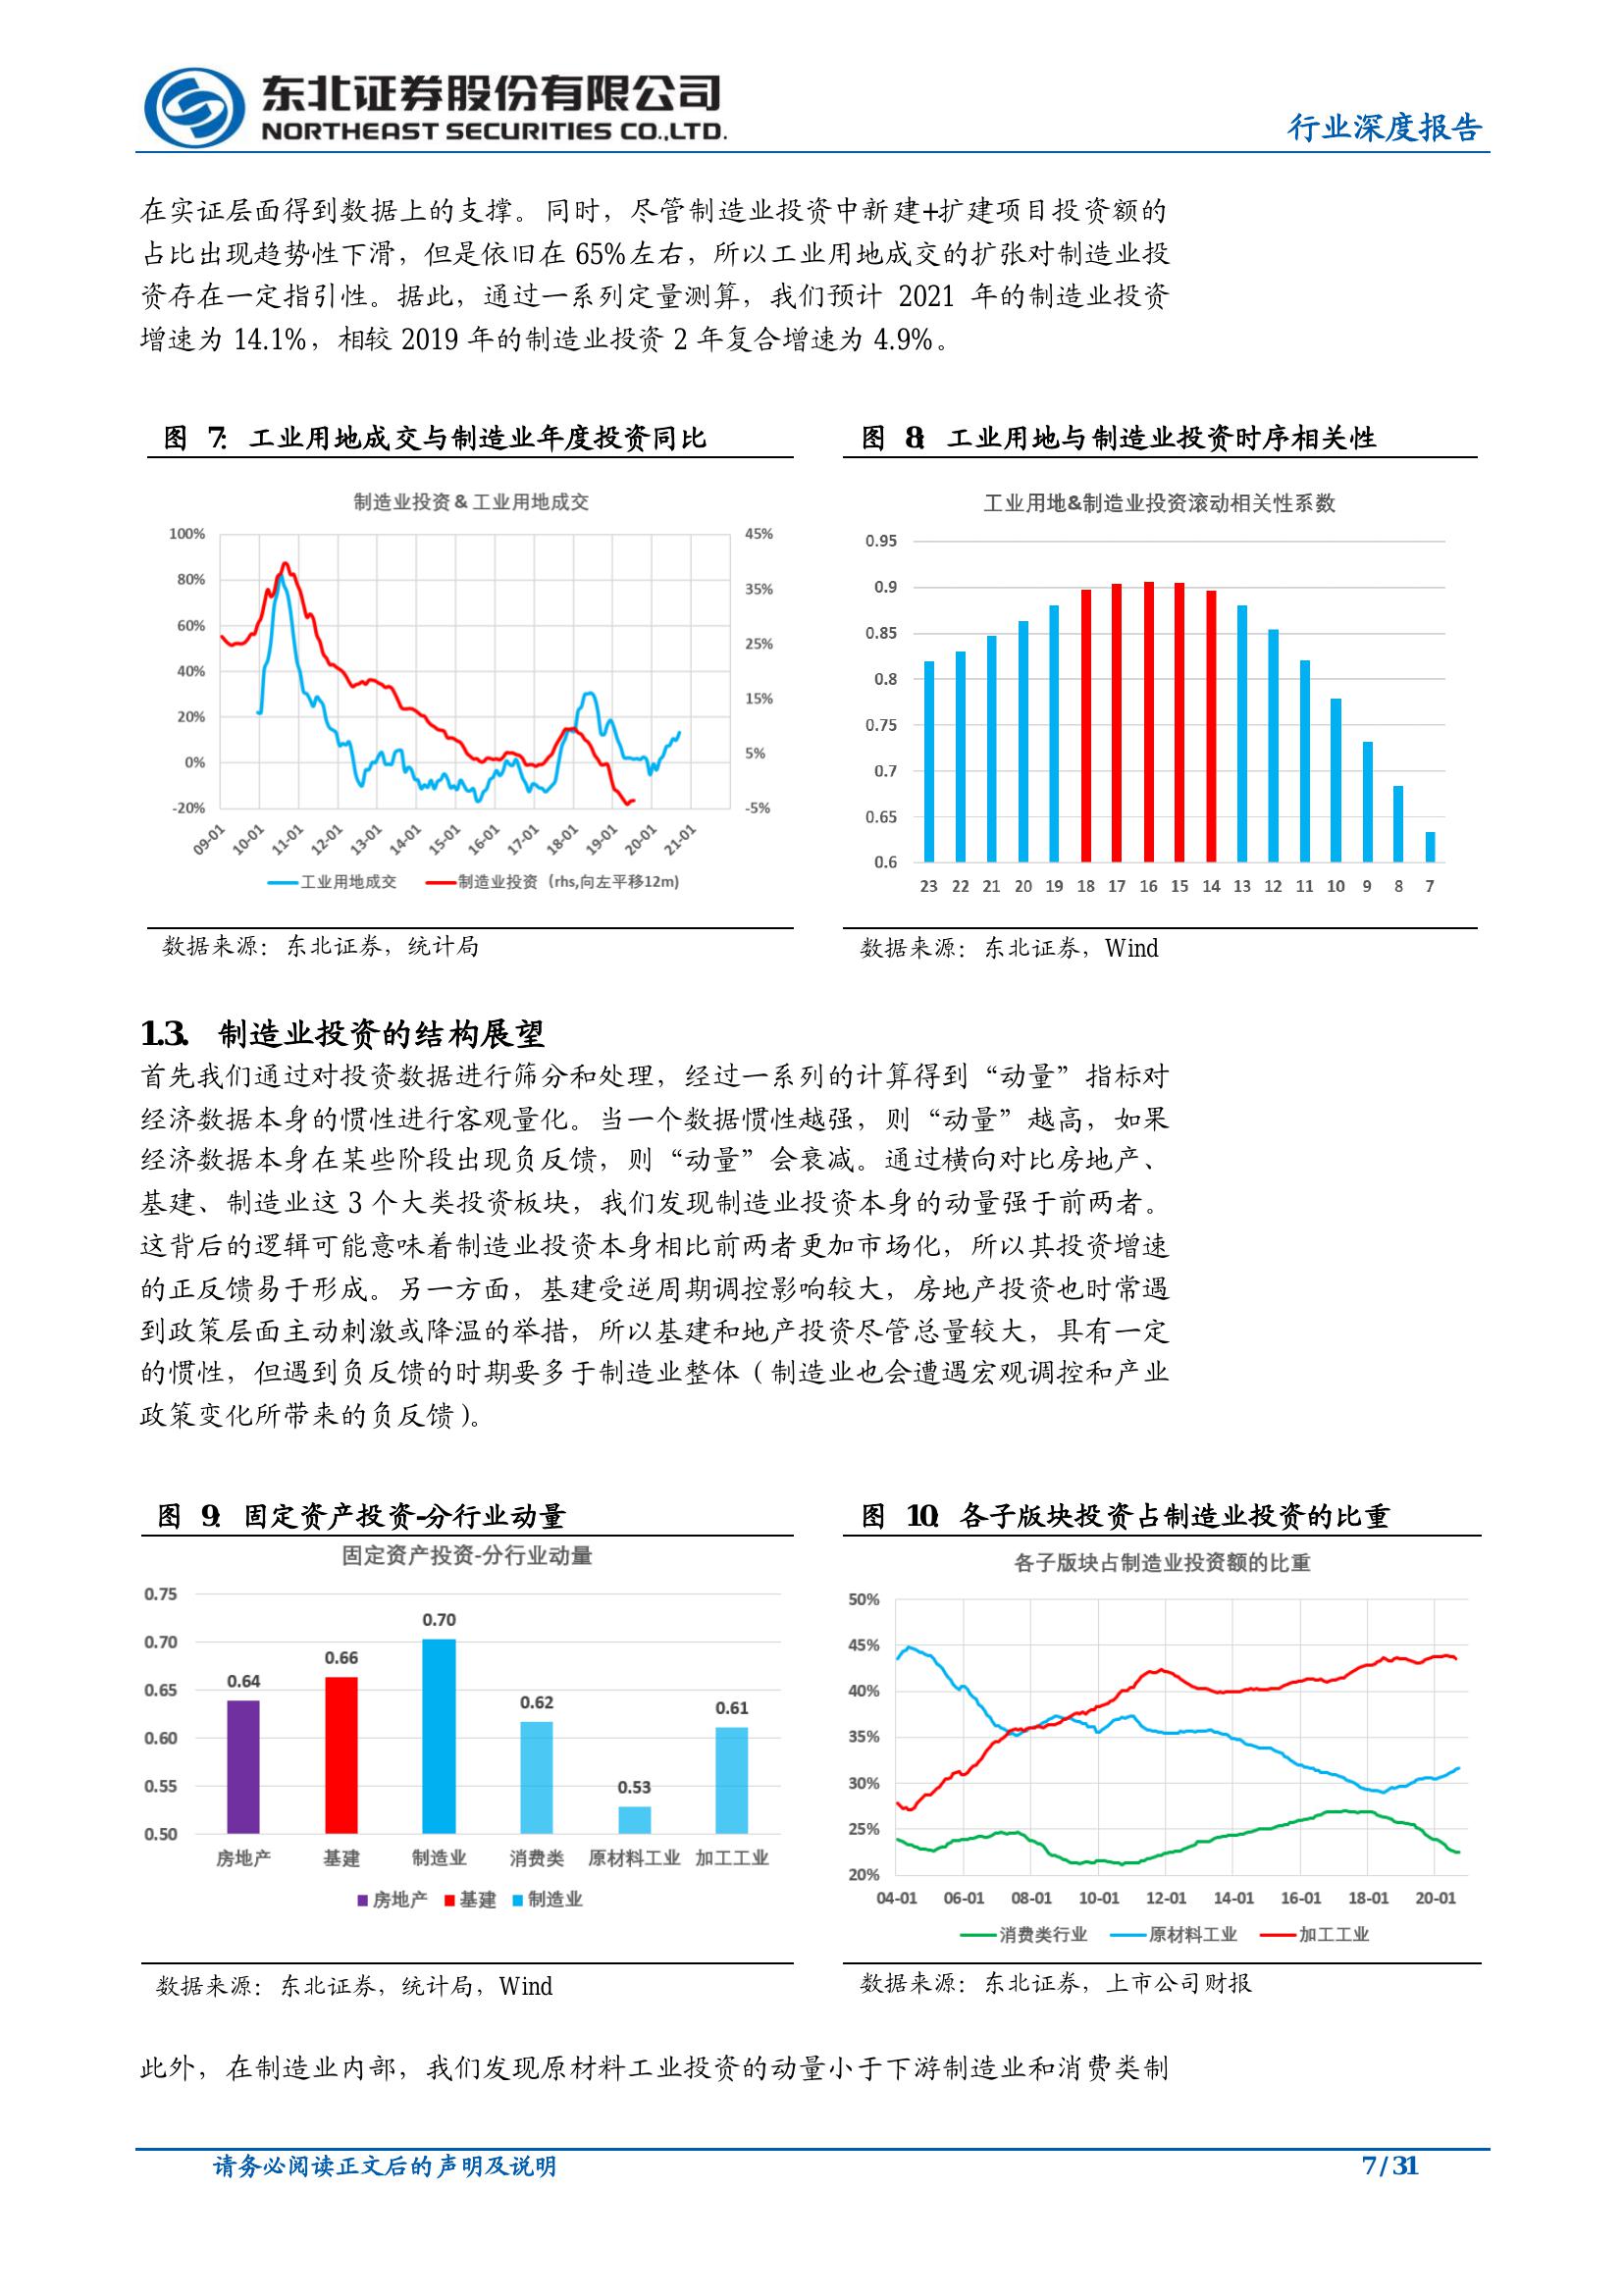 东北证券股份有限公司
NORTHEAST SECURITIES CO.,LTD.
行业深度报告
在实证层面得到数据上的支撑。同时，尽管制造业投资中新建+扩建项目投资额的
占比出现趋势性下滑，但是依旧在 65%左右，所以工业用地成交的扩张对制造业投
资存在一定指引性。据此，通过一系列定量测算，我们预计 2021 年的制造业投资
增速为 14.1%，相较 2019 年的制造业投资 2 年复合增速为 4.9%。
图 7：工业用地成交与制造业年度投资同比
制造业投资 & 工业用地成交
100%
80%
60%
40%
20%
0%
-20%
45%
35%
25%
15%
5%
-5%
09-01 10-01 11-01 12-01 13-01 14-01 15-01 16-01 17-01 18-01 19-01 20-01 21-01
工业用地成交 制造业投资（rhs,向左平移12m)
数据来源：东北证券，统计局
图 8：工业用地与制造业投资时序相关性
工业用地&制造业投资滚动相关性系数
0.95
0.9
0.85
0.8
0.75
0.7
0.65
0.6
23 22 21 20 19 18 17 16 15 14 13 12 11 10 9 8 7
数据来源：东北证券，Wind
1.3. 制造业投资的结构展望
首先我们通过对投资数据进行筛分和处理，经过一系列的计算得到“动量”指标对
经济数据本身的惯性进行客观量化。当一个数据惯性越强，则“动量”越高，如果
经济数据本身在某些阶段出现负反馈，则“动量”会衰减。通过横向对比房地产、
基建、制造业这 3 个大类投资板块，我们发现制造业投资本身的动量强于前两者。
这背后的逻辑可能意味着制造业投资本身相比前两者更加市场化，所以其投资增速
的正反馈易于形成。另一方面，基建受逆周期调控影响较大，房地产投资也时常遇
到政策层面主动刺激或降温的举措，所以基建和地产投资尽管总量较大，具有一定
的惯性，但遇到负反馈的时期要多于制造业整体（制造业也会遭遇宏观调控和产业
政策变化所带来的负反馈）。
图 9：固定资产投资-分行业动量
固定资产投资-分行业动量
0.75
0.70
0.65
0.60
0.55
0.50
0.64 0.66 0.70 0.62 0.53 0.61
房地产 基建 制造业 消费类 原材料工业 加工工业
房地产 基建 制造业
数据来源：东北证券，统计局，Wind
图 10：各子版块投资占制造业投资的比重
各子版块占制造业投资额的比重
50%
45%
40%
35%
30%
25%
20%
04-01 06-01 08-01 10-01 12-01 14-01 16-01 18-01 20-01
消费类行业 原材料工业 加工工业
数据来源：东北证券，上市公司财报
此外，在制造业内部，我们发现原材料工业投资的动量小于下游制造业和消费类制
请务必阅读正文后的声明及说明
7 / 31